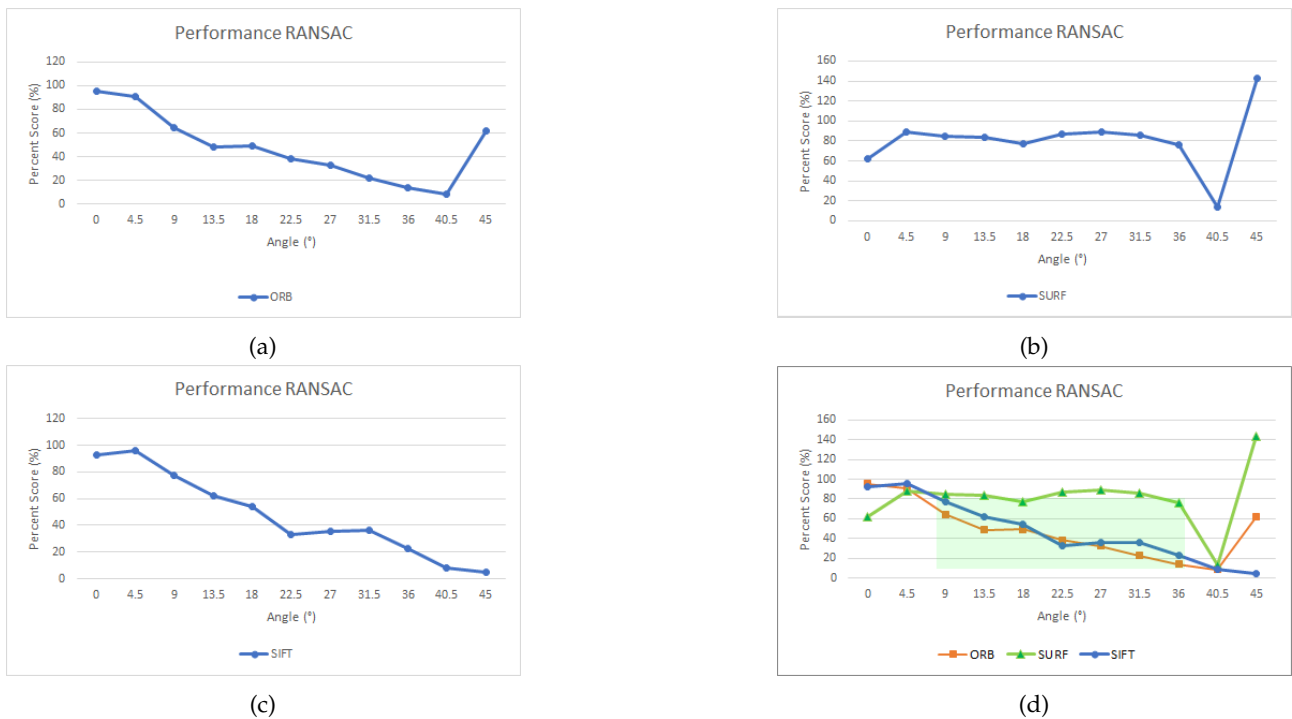 Performance RANSAC
Percent Score (%)
120
100
80
60
40
20
0
0 4.5 9 13.5 18 22.5 27 31.5 36 40.5 45
Angle (°)
ORB
(a)
Performance RANSAC
Percent Score (%)
160
140
120
100
80
60
40
20
0
0 4.5 9 13.5 18 22.5 27 31.5 36 40.5 45
Angle (°)
SURF
(b)
Performance RANSAC
Percent Score (%)
120
100
80
60
40
20
0
0 4.5 9 13.5 18 22.5 27 31.5 36 40.5 45
Angle (°)
SIFT
(c)
Performance RANSAC
Percent Score (%)
160
140
120
100
80
60
40
20
0
0 4.5 9 13.5 18 22.5 27 31.5 36 40.5 45
Angle (°)
ORB SURF SIFT
(d)